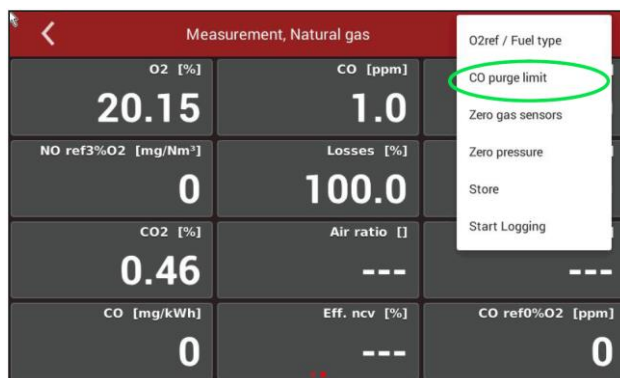 Measurement, Natural gas
O2ref / Fuel type
CO purge limit
Zero gas sensors
Zero pressure
Store
Start Logging
O2 [%]
20.15
CO [ppm]
1.0
NO ref3%O2 [mg/Nm³]
0
Losses [%]
100.0
CO2 [%]
0.46
Air ratio []
---
---
CO [mg/kWh]
0
Eff. ncv [%]
---
CO ref0%O2 [ppm]
0